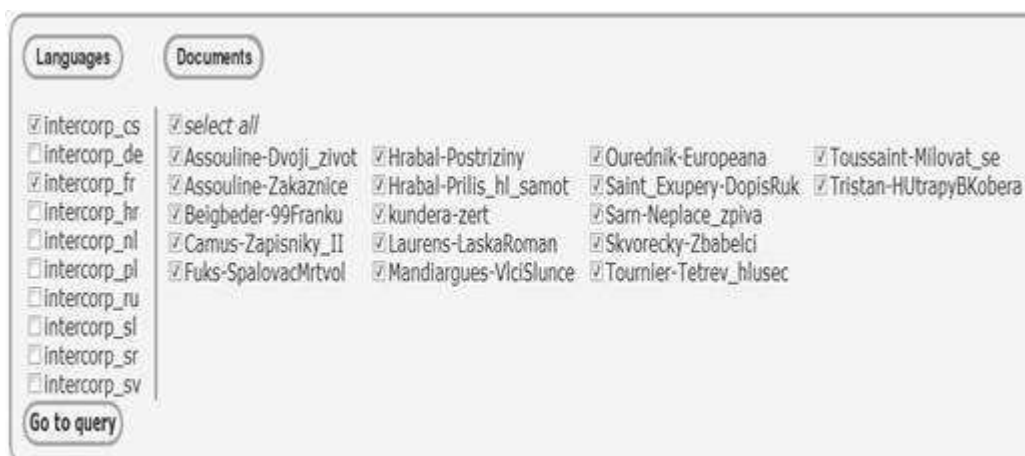 Languages Documents
intercorp_cs select all
intercorp_de Assouline-Dvoji_zivot Hrabal-Postriziny Ourednik-Europeana Toussaint-Milovat_se
intercorp_fr Assouline-Zakaznice Hrabal-Prilis_hl_samot Saint_Exupery-DopisRuk Tristan-HUtrapyBKobera
intercorp_hr Beigbeder-99Franku kundera-zert Sarn-Neplace_zpiva
intercorp_nl Camus-Zapisniky_II Laurens-LaskaRoman Skvorecky-Zbabelci
intercorp_pl Fuks-SpalovacMrtvol Mandiargues-VlciSlunce Tournier-Tetrev_hlusec
intercorp_ru
intercorp_sl
intercorp_sr
intercorp_sv
Go to query